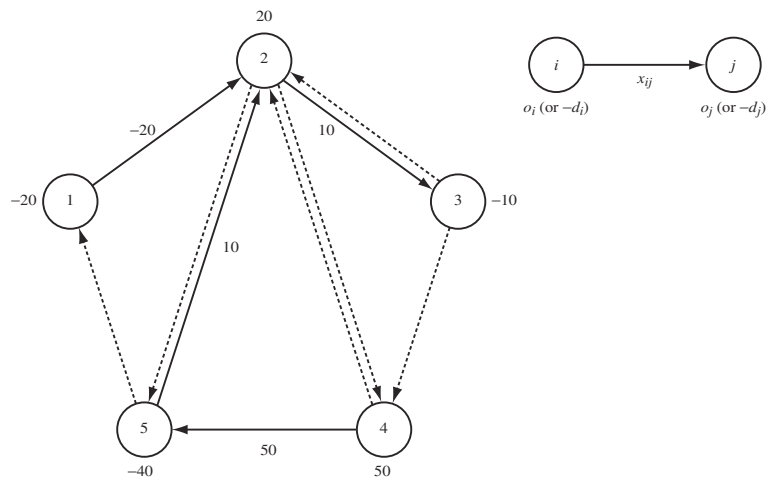 20
2
i
j
x_ij
o_i (or –d_i)
o_j (or –d_j)
–20
10
–20
1
3
–10
10
5
4
50
–40
50